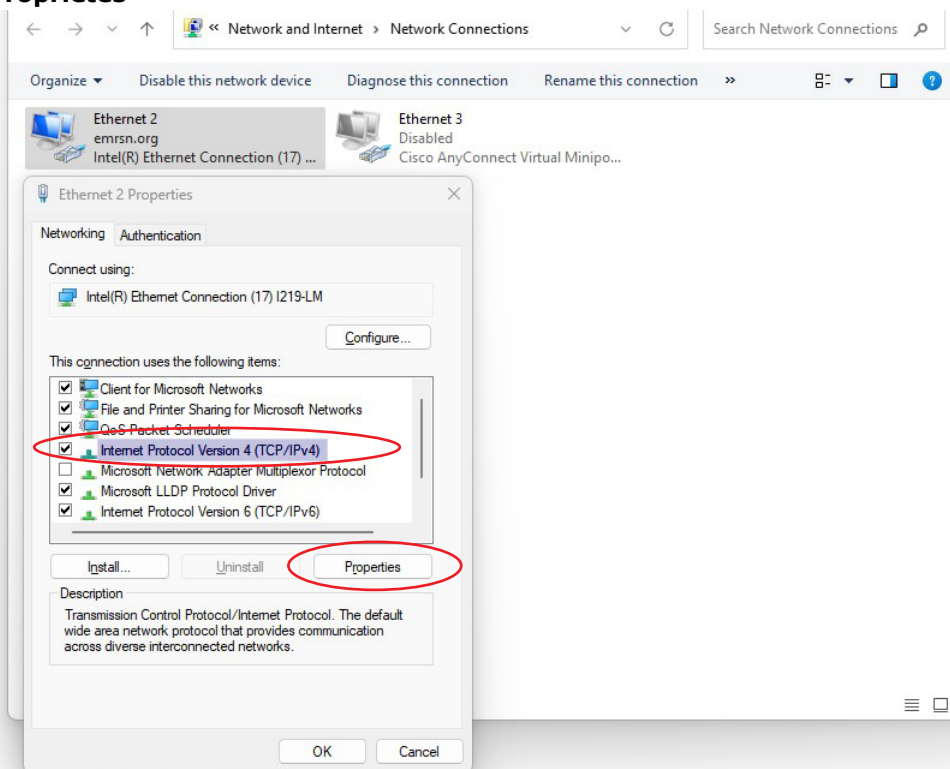 « Network and Internet > Network Connections
Search Network Connections
Organize Disable this network device Diagnose this connection Rename this connection »
Ethernet 2
emrsn.org
Intel(R) Ethernet Connection (17) ...
Ethernet 3
Disabled
Cisco AnyConnect Virtual Minipo...
Ethernet 2 Properties
Networking Authentication
Connect using:
Intel(R) Ethernet Connection (17) I219-LM
Configure...
This connection uses the following items:
Client for Microsoft Networks
File and Printer Sharing for Microsoft Networks
QoS Packet Scheduler
Internet Protocol Version 4 (TCP/IPv4)
Microsoft Network Adapter Multiplexor Protocol
Microsoft LLDP Protocol Driver
Internet Protocol Version 6 (TCP/IPv6)
Install... Uninstall Properties
Description
Transmission Control Protocol/Internet Protocol. The default
wide area network protocol that provides communication
across diverse interconnected networks.
OK Cancel